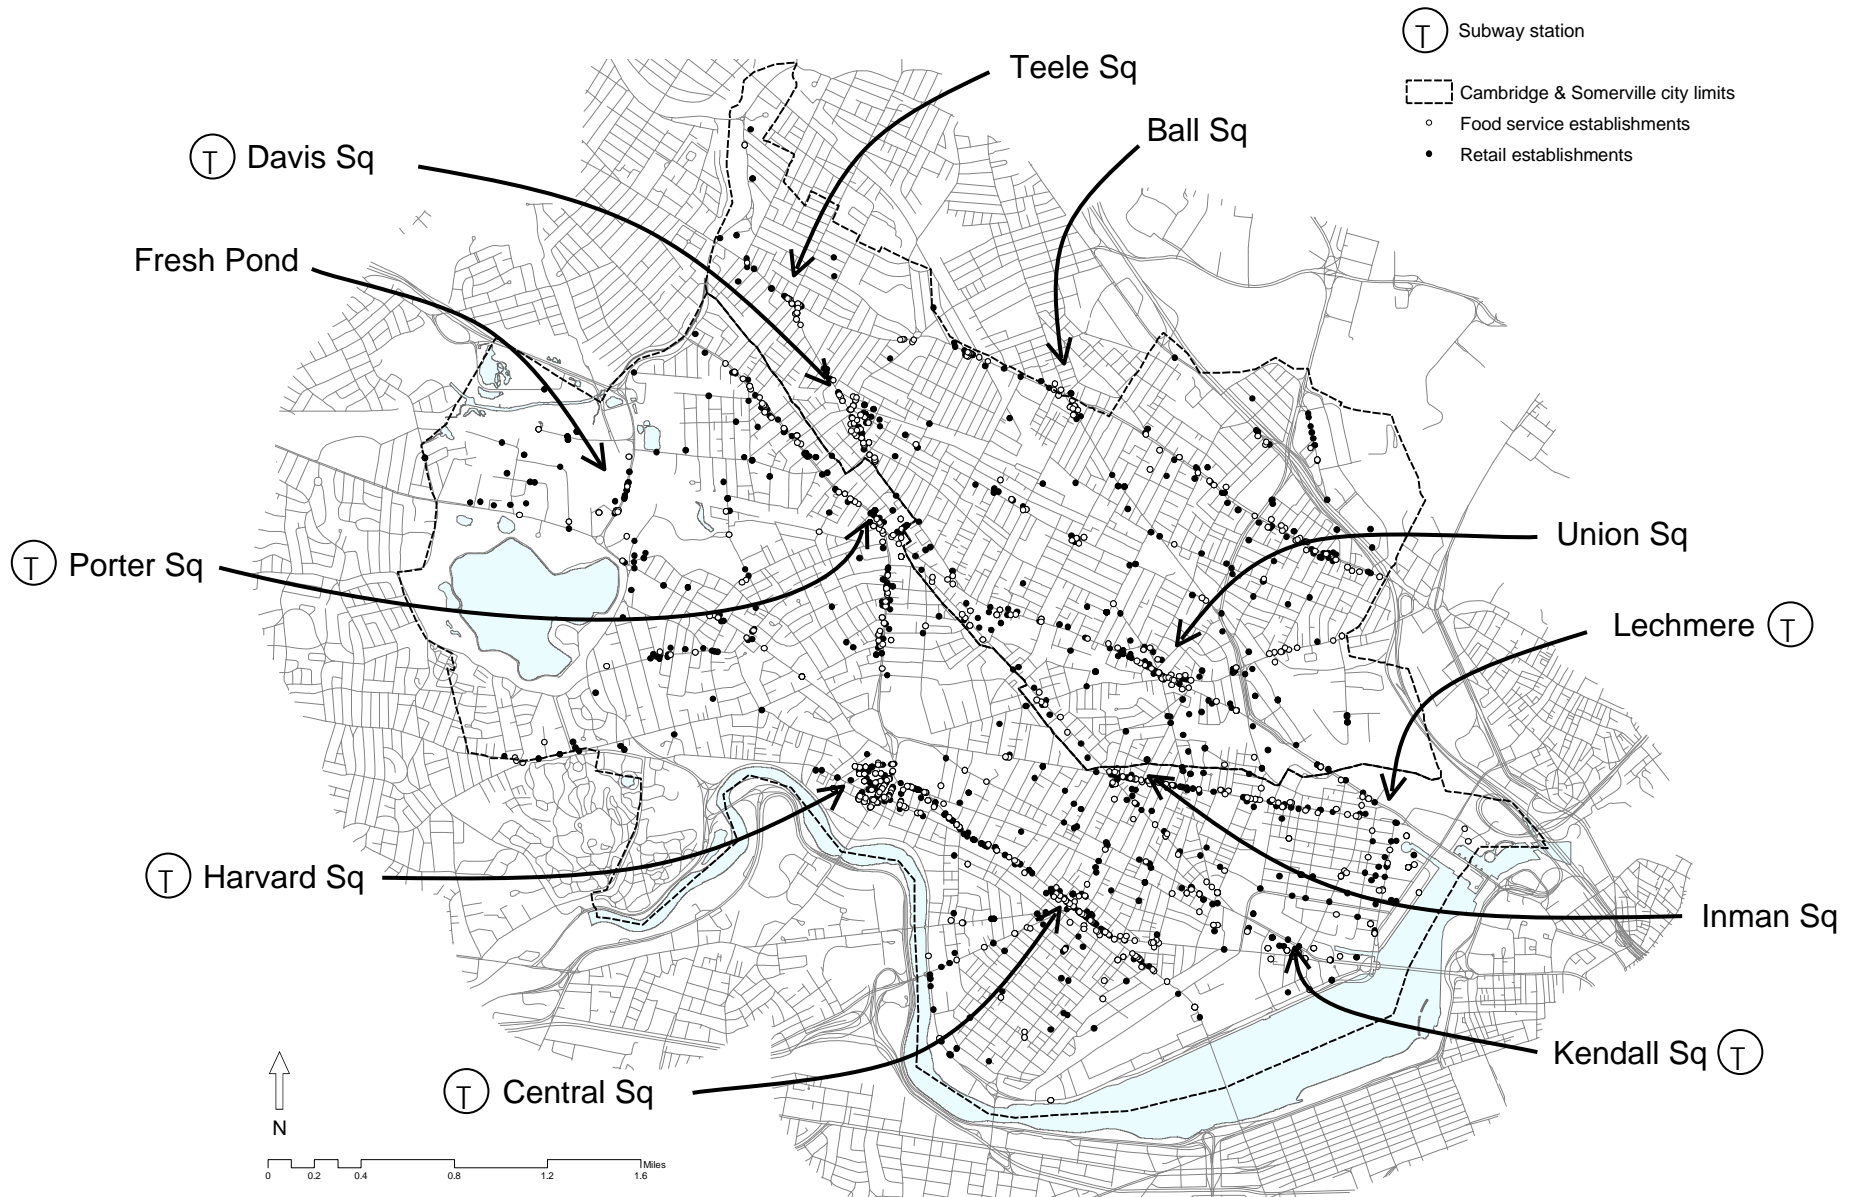 T Subway station
Teele Sq
Cambridge & Somerville city limits
Food service establishments
Ball Sq
Retail establishments
T Davis Sq
Fresh Pond
Union Sq
T Porter Sq
Lechmere T
T Harvard Sq
Inman Sq
Kendall Sq T
T Central Sq
N
Miles
0 0.2 0.4 0.8 1.2 1.6